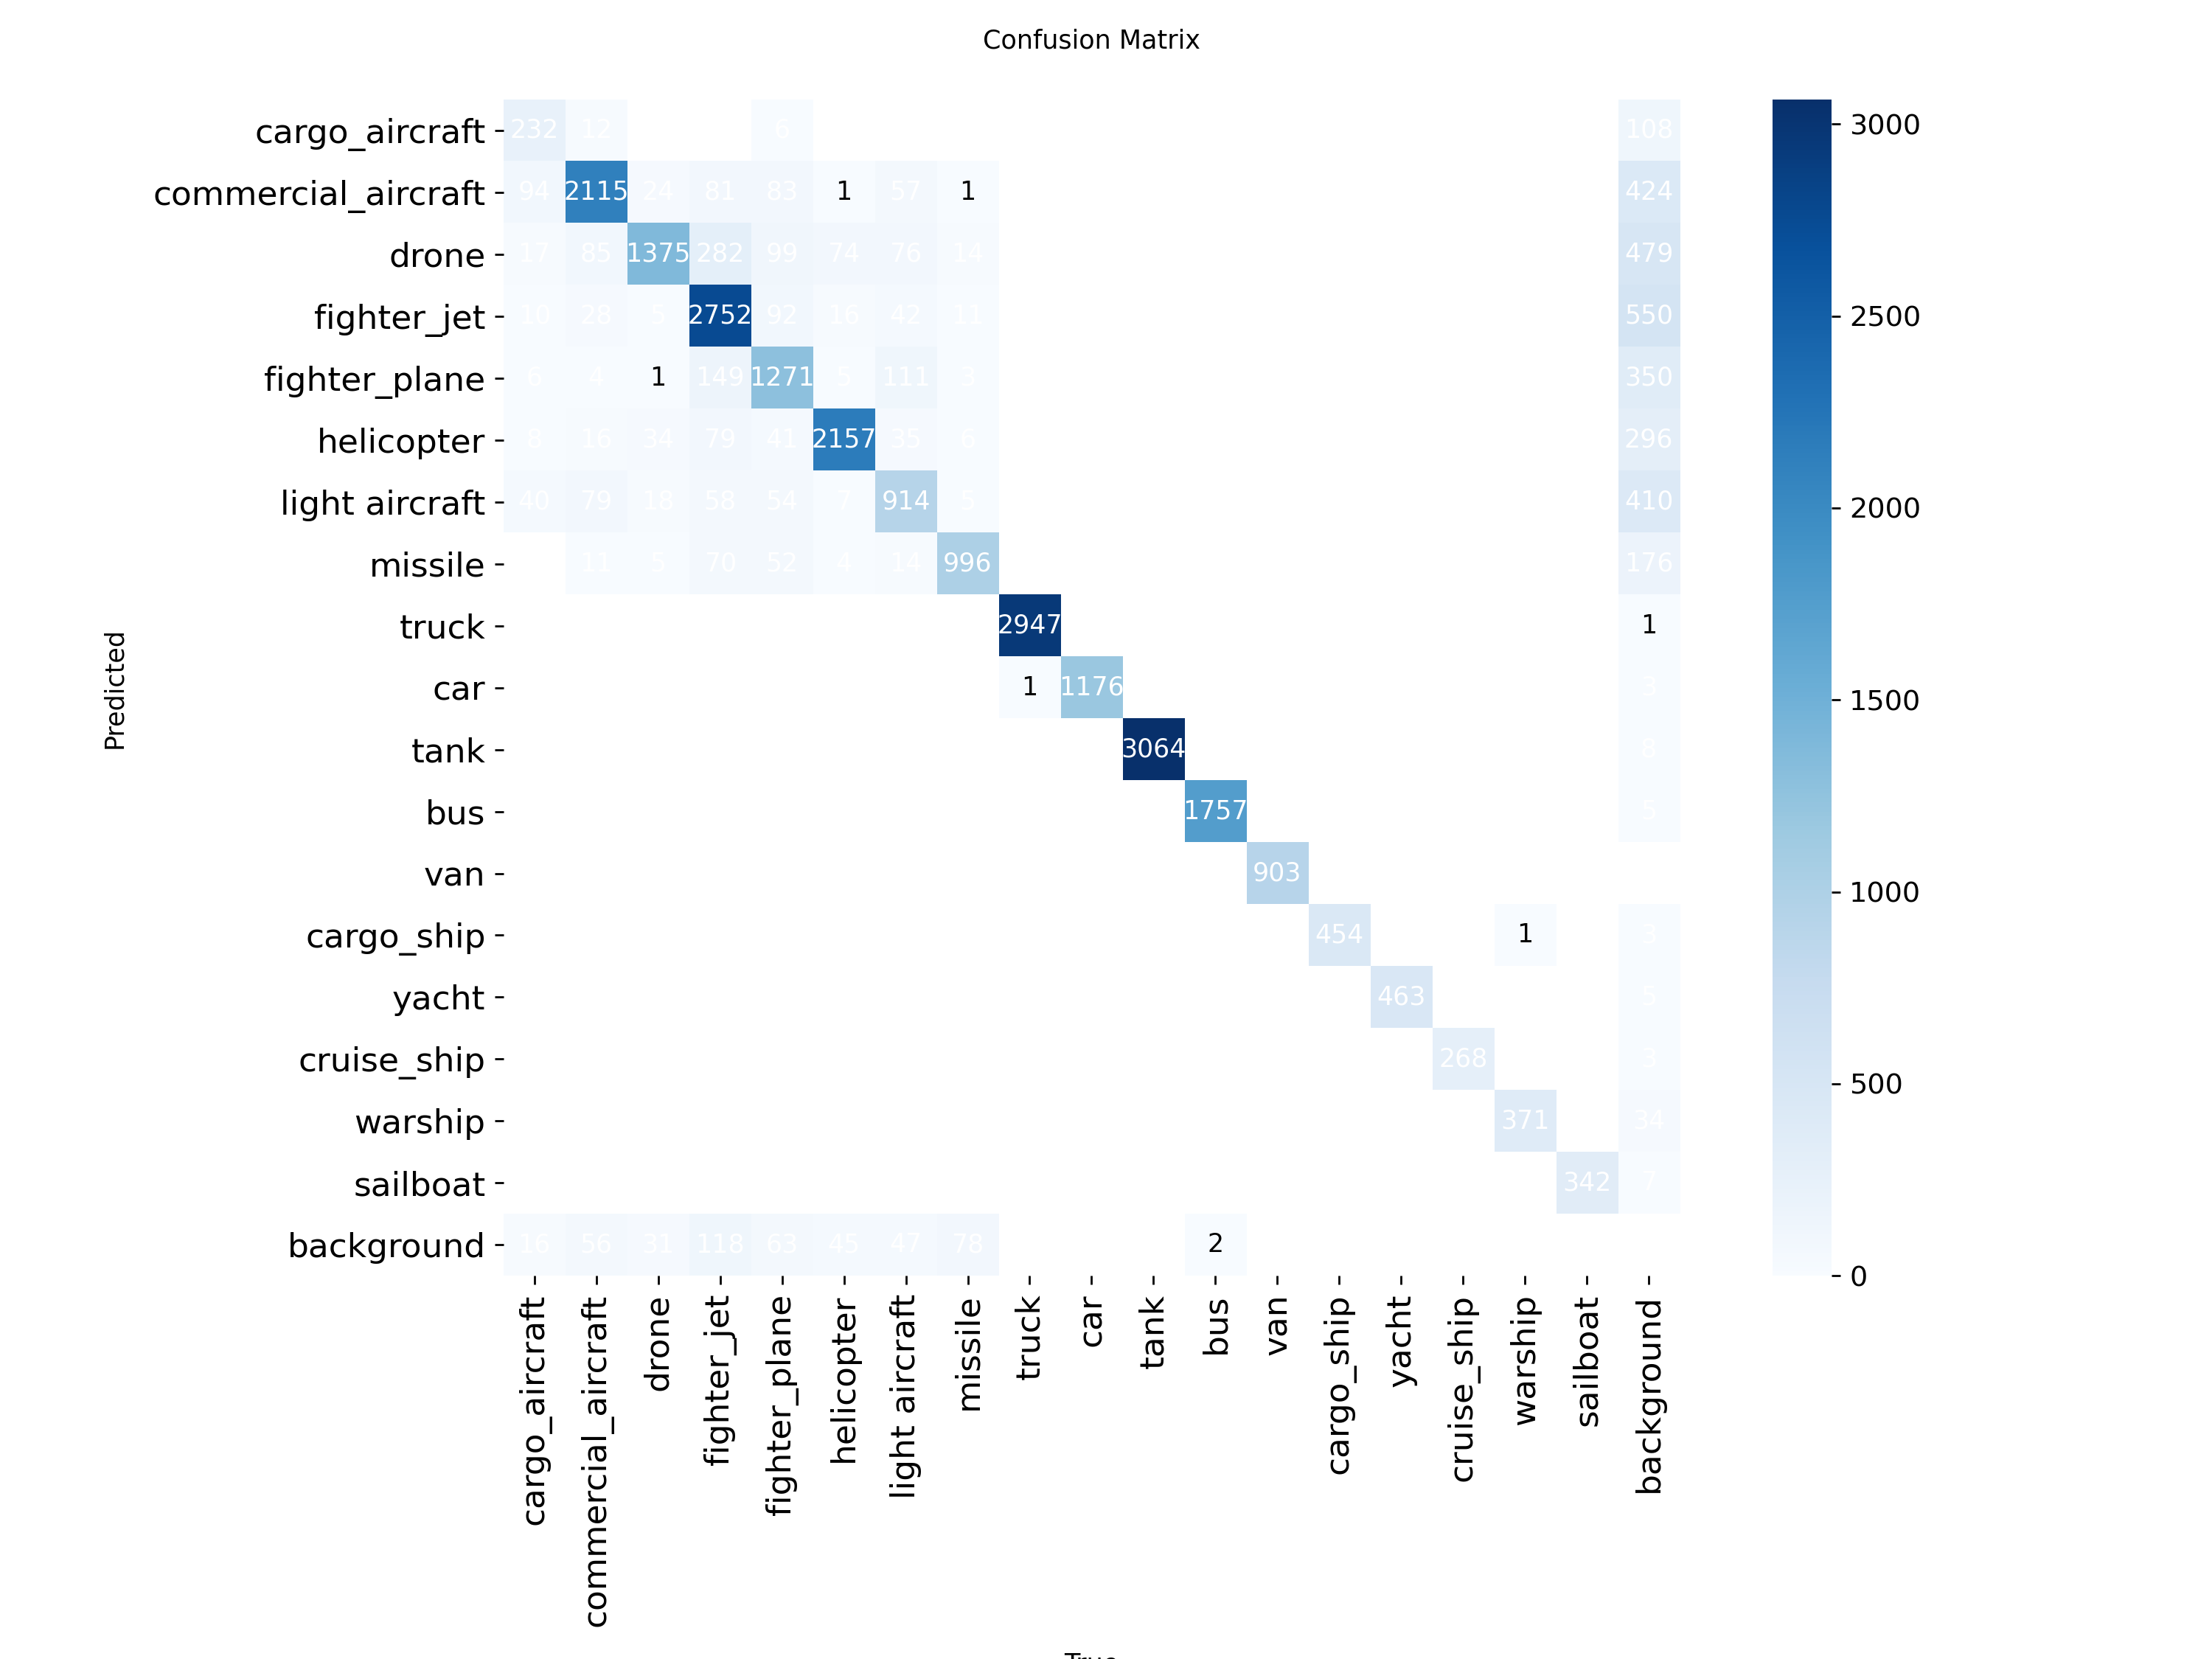 Confusion Matrix
cargo_aircraft 232 12 6 108 3000
commercial_aircraft 94 2115 24 81 83 1 57 1 424
drone 17 85 1375 282 99 74 76 14 479
fighter_jet 10 28 5 2752 92 16 42 11 550 2500
fighter_plane 6 4 1 149 1271 5 111 3 350
helicopter 8 16 34 79 41 2157 35 6 296
light aircraft 40 79 18 58 54 7 914 5 410 2000
missile 11 5 70 52 4 14 996 176
truck 2947 1
Predicted
car 1 1176 3 1500
tank 3064 8
bus 1757 5
van 903 1000
cargo_ship 454 1 3
yacht 463 5
cruise_ship 268 3 500
warship 371 34
sailboat 342 7
background 16 56 31 118 63 45 47 78 2 0
cargo_aircraft
commercial_aircraft
drone
fighter_jet
fighter_plane
helicopter
light aircraft
missile
truck
car
tank
bus
van
cargo_ship
yacht
cruise_ship
warship
sailboat
background
True